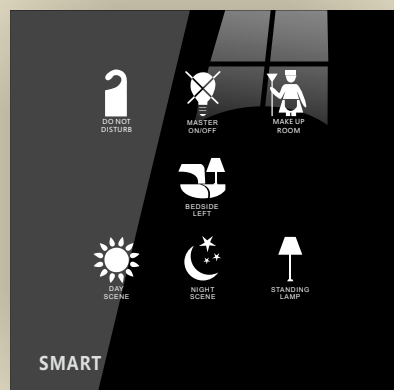 DO NOT
DISTURB
MASTER
ON/OFF
MAKE UP
ROOM
BEDSIDE
LEFT
DAY
SCENE
NIGHT
SCENE
STANDING
LAMP
SMART